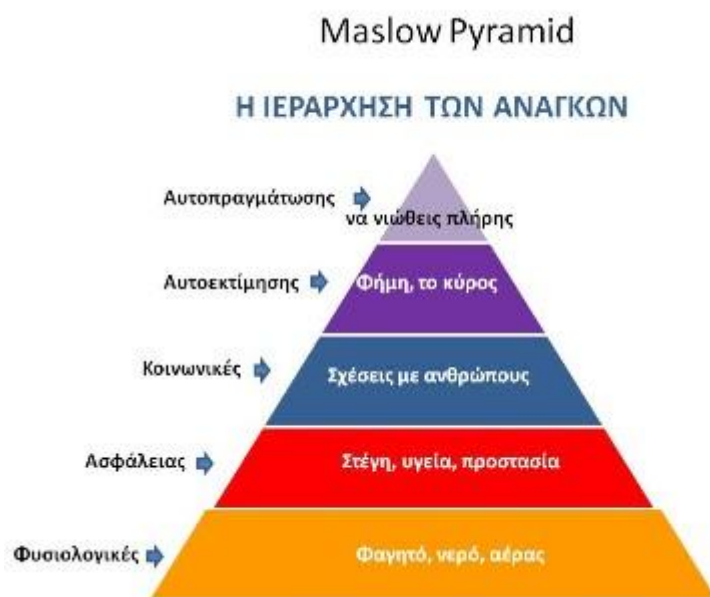 Maslow Pyramid
Η ΙΕΡΑΡΧΗΣΗ ΤΩΝ ΑΝΑΓΚΩΝ
Αυτοπραγμάτωσης
να νιώθεις πλήρης
Αυτοεκτίμησης
Φήμη, το κύρος
Κοινωνικές
Σχέσεις με ανθρώπους
Ασφάλειας
Στέγη, υγεία, προστασία
Φυσιολογικές
Φαγητό, νερό, αέρας